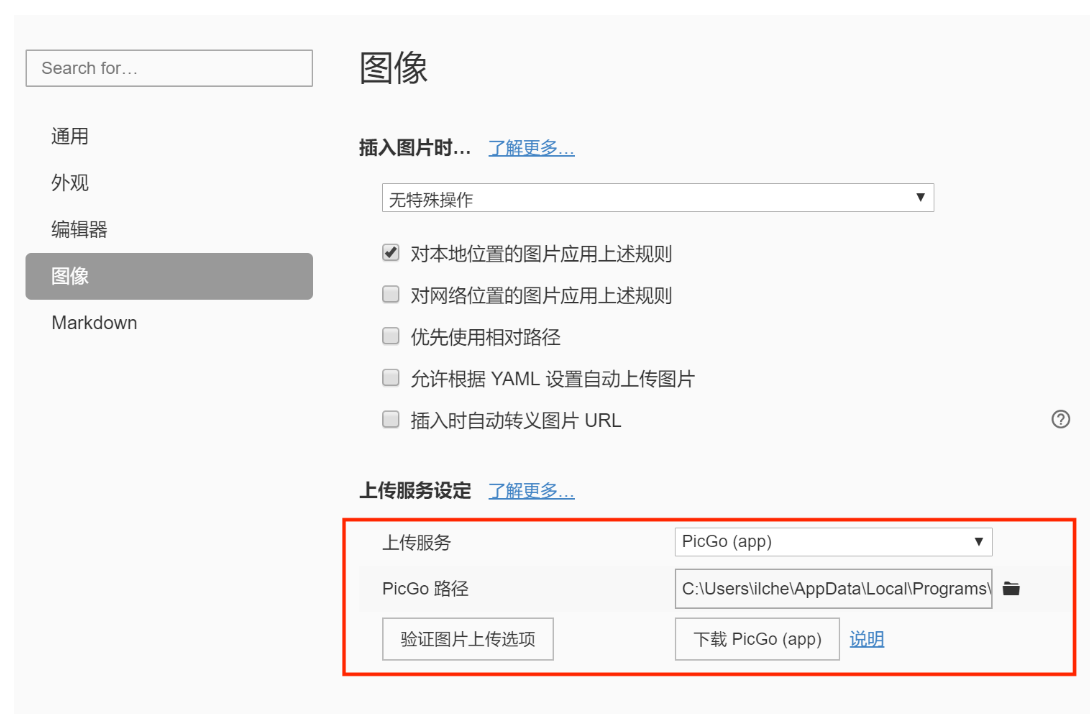 Search for…
通用
外观
编辑器
图像
Markdown
图像
插入图片时… 了解更多…
无特殊操作
对本地位置的图片应用上述规则
对网络位置的图片应用上述规则
优先使用相对路径
允许根据 YAML 设置自动上传图片
插入时自动转义图片 URL
上传服务设定 了解更多…
上传服务 PicGo (app)
PicGo 路径 C:\Users\ilche\AppData\Local\Programs\
验证图片上传选项 下载 PicGo (app) 说明